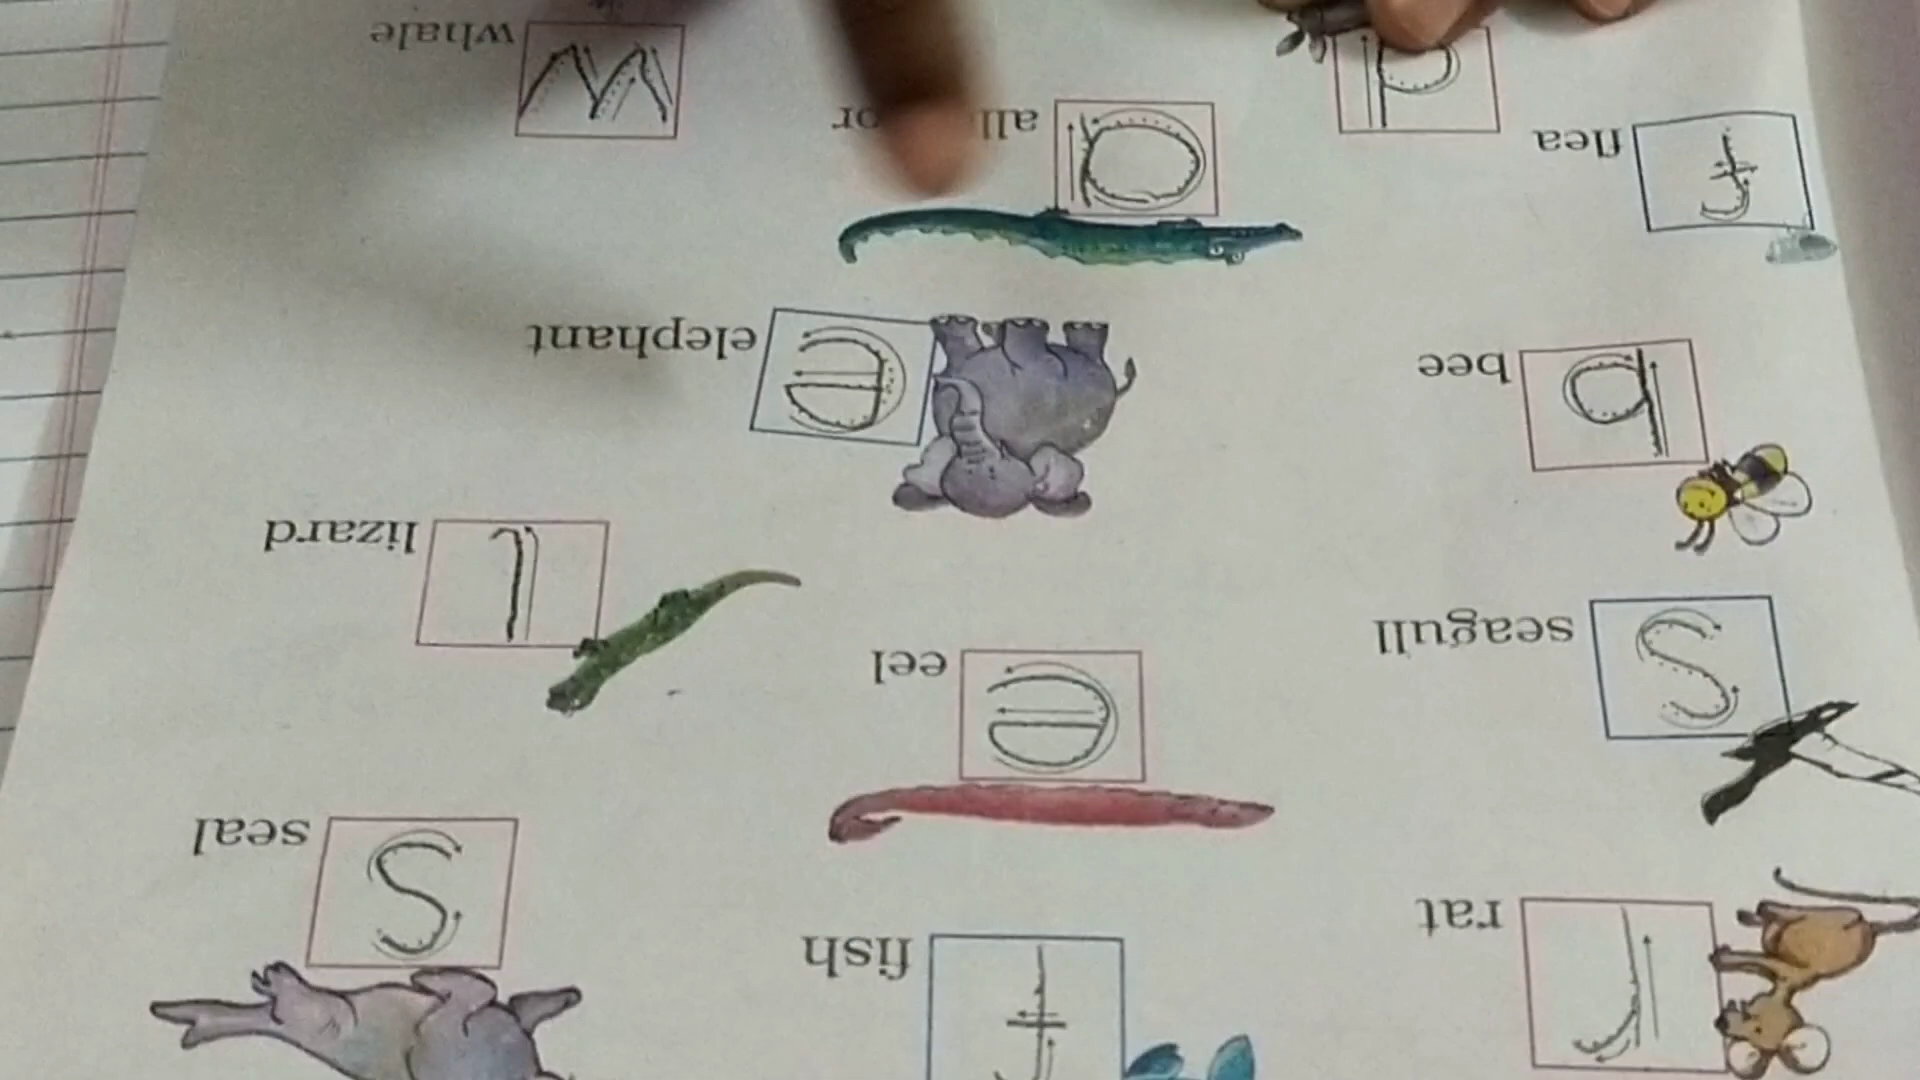 r rat
f fish
s seal
s seagull
e eel
l lizard
b bee
e elephant
f flea
a
d
w whale